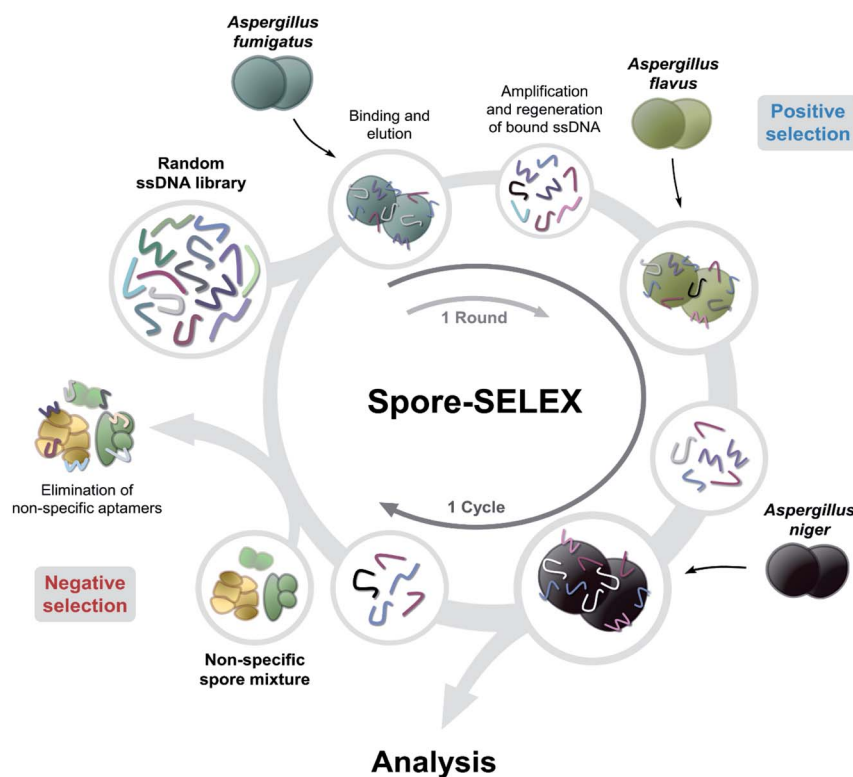 Aspergillus
fumigatus
Aspergillus
flavus
Positive
selection
Binding and
elution
Amplification
and regeneration
of bound ssDNA
Random
ssDNA library
1 Round
Spore-SELEX
1 Cycle
Elimination of
non-specific aptamers
Aspergillus
niger
Negative
selection
Non-specific
spore mixture
Analysis